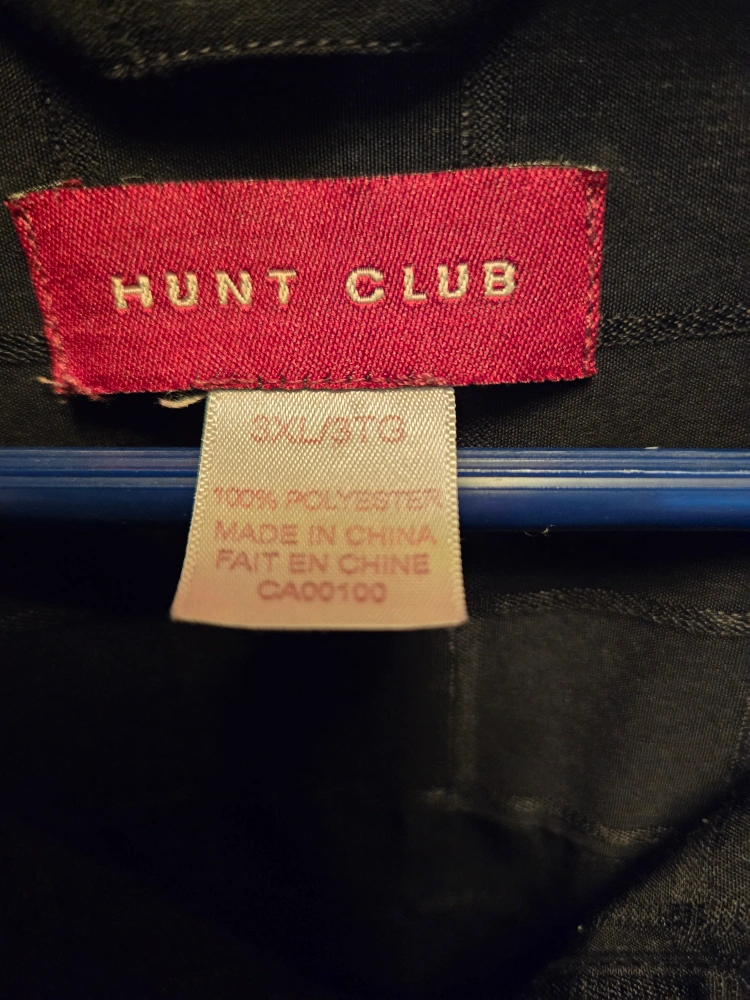 HUNT CLUB
3XL/3TG
100% POLYESTER
MADE IN CHINA
FAIT EN CHINE
CA00100